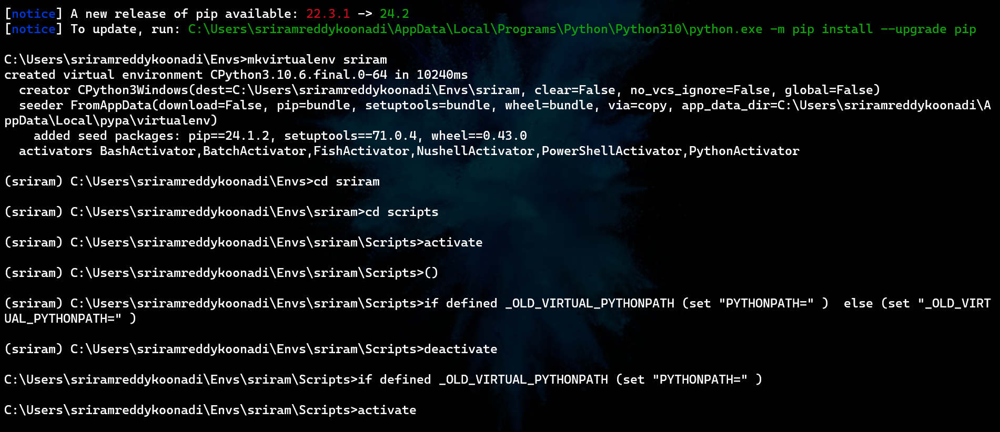 [notice] A new release of pip available: 22.3.1 -> 24.2
[notice] To update, run: C:\Users\sriramreddykoonadi\AppData\Local\Programs\Python\Python310\python.exe -m pip install --upgrade pip
C:\Users\sriramreddykoonadi\Envs>mkvirtualenv sriram
created virtual environment CPython3.10.6.final.0-64 in 10240ms
  creator CPython3Windows(dest=C:\Users\sriramreddykoonadi\Envs\sriram, clear=False, no_vcs_ignore=False, global=False)
  seeder FromAppData(download=False, pip=bundle, setuptools=bundle, wheel=bundle, via=copy, app_data_dir=C:\Users\sriramreddykoonadi\A
ppData\Local\pypa\virtualenv)
    added seed packages: pip==24.1.2, setuptools==71.0.4, wheel==0.43.0
  activators BashActivator,BatchActivator,FishActivator,NushellActivator,PowerShellActivator,PythonActivator
(sriram) C:\Users\sriramreddykoonadi\Envs>cd sriram
(sriram) C:\Users\sriramreddykoonadi\Envs\sriram>cd scripts
(sriram) C:\Users\sriramreddykoonadi\Envs\sriram\Scripts>activate
(sriram) C:\Users\sriramreddykoonadi\Envs\sriram\Scripts>()
(sriram) C:\Users\sriramreddykoonadi\Envs\sriram\Scripts>if defined _OLD_VIRTUAL_PYTHONPATH (set "PYTHONPATH=" )  else (set "_OLD_VIRT
UAL_PYTHONPATH=" )
(sriram) C:\Users\sriramreddykoonadi\Envs\sriram\Scripts>deactivate
C:\Users\sriramreddykoonadi\Envs\sriram\Scripts>if defined _OLD_VIRTUAL_PYTHONPATH (set "PYTHONPATH=" )
C:\Users\sriramreddykoonadi\Envs\sriram\Scripts>activate